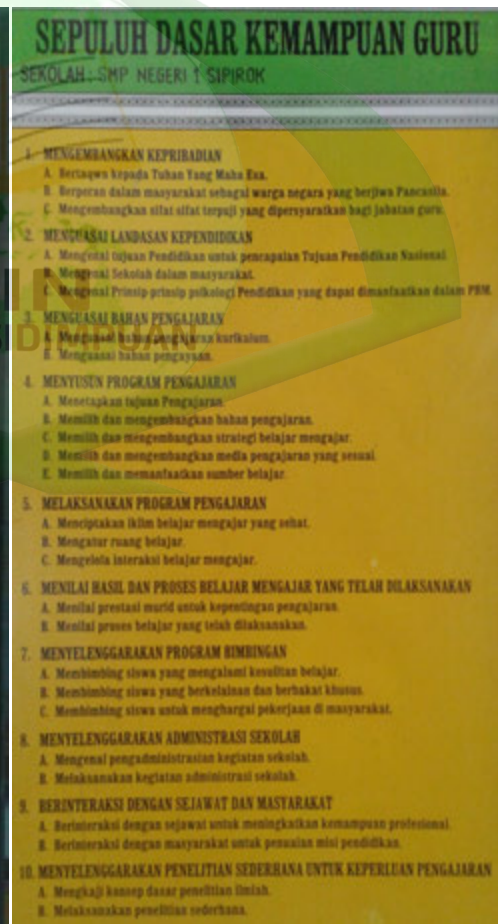 SEPULUH DASAR KEMAMPUAN GURU
SEKOLAH : SMP NEGERI 1 SIPIROK
1. MENGEMBANGKAN KEPRIBADIAN
A. Bertaqwa kepada Tuhan Yang Maha Esa.
B. Berperan dalam masyarakat sebagai warga negara yang berjiwa Pancasila.
C. Mengembangkan sifat sifat terpuji yang dipersyaratkan bagi jabatan guru.
2. MENGUASAI LANDASAN KEPENDIDIKAN
A. Mengenal tujuan Pendidikan untuk pencapaian Tujuan Pendidikan Nasional
B. Mengenal Sekolah dalam masyarakat.
C. Mengenal Prinsip-prinsip psikologi Pendidikan yang dapat dimanfaatkan dalam PBM.
IN
3. MENGUASAI BAHAN PENGAJARAN
IDIMPUAN
A. Menguasai bahan pengajaran kurikulum.
B. Menguasai bahan pengayaan.
4. MENYUSUN PROGRAM PENGAJARAN
A. Menetapkan tujuan Pengajaran.
B. Memilih dan mengembangkan bahan pengajaran.
C. Memilih dan mengembangkan strategi belajar mengajar.
D. Memilih dan mengembangkan media pengajaran yang sesuai.
E. Memilih dan memanfaatkan sumber belajar.
5. MELAKSANAKAN PROGRAM PENGAJARAN
A. Menciptakan iklim belajar mengajar yang sehat.
B. Mengatur ruang belajar.
C. Mengelola interaksi belajar mengajar.
6. MENILAI HASIL DAN PROSES BELAJAR MENGAJAR YANG TELAH DILAKSANAKAN
A. Menilai prestasi murid untuk kepentingan pengajaran.
B. Menilai proses belajar yang telah dilaksanakan.
7. MENYELENGGARAKAN PROGRAM BIMBINGAN
A. Membimbing siswa yang mengalami kesulitan belajar.
B. Membimbing siswa yang berkelainan dan berbakat khusus.
C. Membimbing siswa untuk menghargai pekerjaan di masyarakat.
8. MENYELENGGARAKAN ADMINISTRASI SEKOLAH
A. Mengenal pengadministrasian kegiatan sekolah.
B. Melaksanakan kegiatan administrasi sekolah.
9. BERINTERAKSI DENGAN SEJAWAT DAN MASYARAKAT
A. Berinteraksi dengan sejawat untuk meningkatkan kemampuan profesional.
B. Berinteraksi dengan masyarakat untuk penuaian misi pendidikan.
10. MENYELENGGARAKAN PENELITIAN SEDERHANA UNTUK KEPERLUAN PENGAJARAN
A. Mengkaji konsep dasar penelitian ilmiah.
B. Melaksanakan penelitian sederhana.